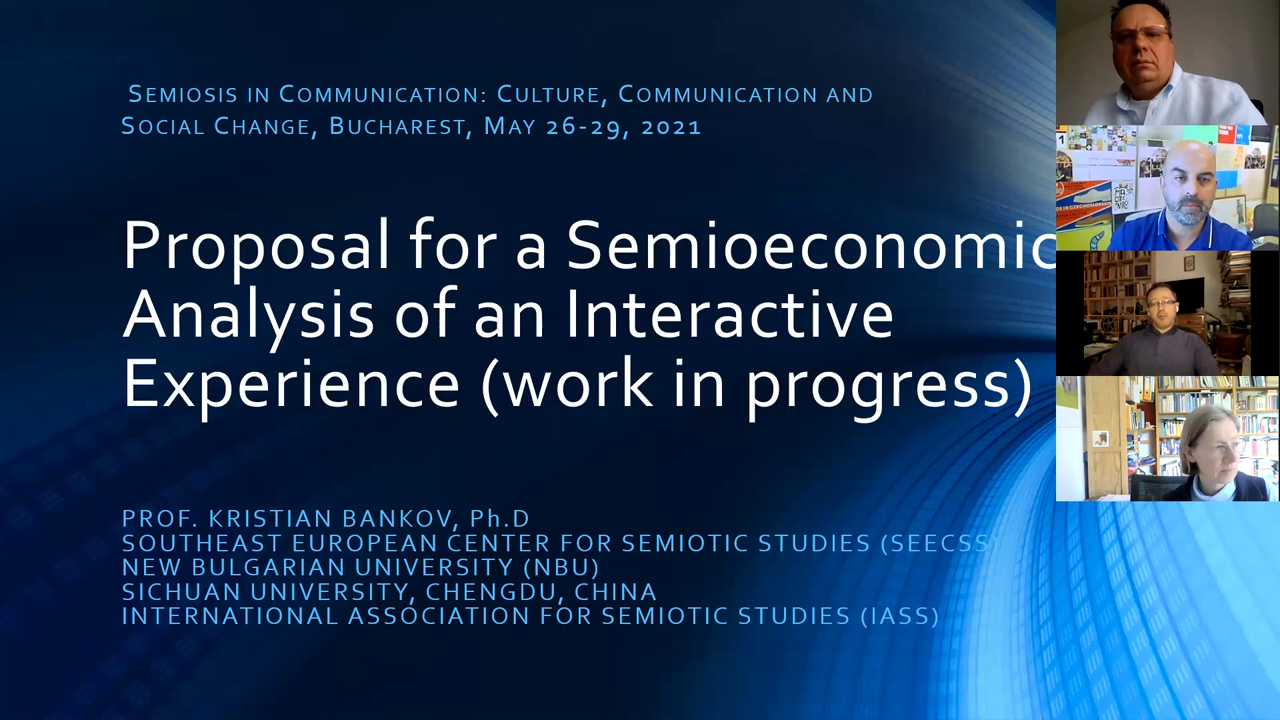 Semiosis in Communication: Culture, Communication and
Social Change, Bucharest, May 26-29, 2021
Proposal for a Semioeconomic
Analysis of an Interactive
Experience (work in progress)
PROF. KRISTIAN BANKOV, Ph.D
SOUTHEAST EUROPEAN CENTER FOR SEMIOTIC STUDIES (SEECSS)
NEW BULGARIAN UNIVERSITY (NBU)
SICHUAN UNIVERSITY, CHENGDU, CHINA
INTERNATIONAL ASSOCIATION FOR SEMIOTIC STUDIES (IASS)